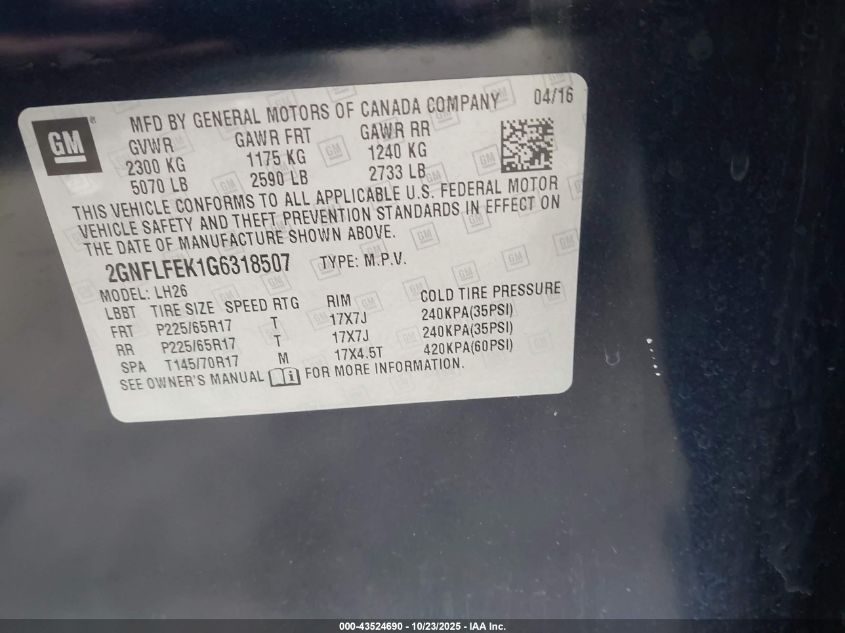 GM
MFD BY GENERAL MOTORS OF CANADA COMPANY 04/16
GVWR GAWR FRT GAWR RR
2300 KG 1175 KG 1240 KG
5070 LB 2590 LB 2733 LB
THIS VEHICLE CONFORMS TO ALL APPLICABLE U.S. FEDERAL MOTOR
VEHICLE SAFETY AND THEFT PREVENTION STANDARDS IN EFFECT ON
THE DATE OF MANUFACTURE SHOWN ABOVE.
2GNFLFEK1G6318507 TYPE: M.P.V.
MODEL: LH26
LBBT TIRE SIZE SPEED RTG RIM COLD TIRE PRESSURE
FRT P225/65R17 T 17X7J 240KPA(35PSI)
RR P225/65R17 T 17X7J 240KPA(35PSI)
SPA T145/70R17 M 17X4.5T 420KPA(60PSI)
SEE OWNER'S MANUAL FOR MORE INFORMATION.
000-43524690 - 10/23/2025 - IAA Inc.